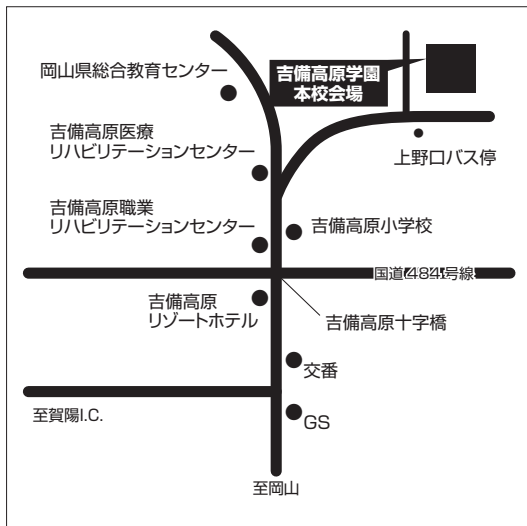 吉備高原学園
本校会場
岡山県総合教育センター
吉備高原医療
リハビリテーションセンター
上野口バス停
吉備高原職業
リハビリテーションセンター
吉備高原小学校
国道484号線
吉備高原
リゾートホテル
吉備高原十字橋
交番
至賀陽I.C.
GS
至岡山